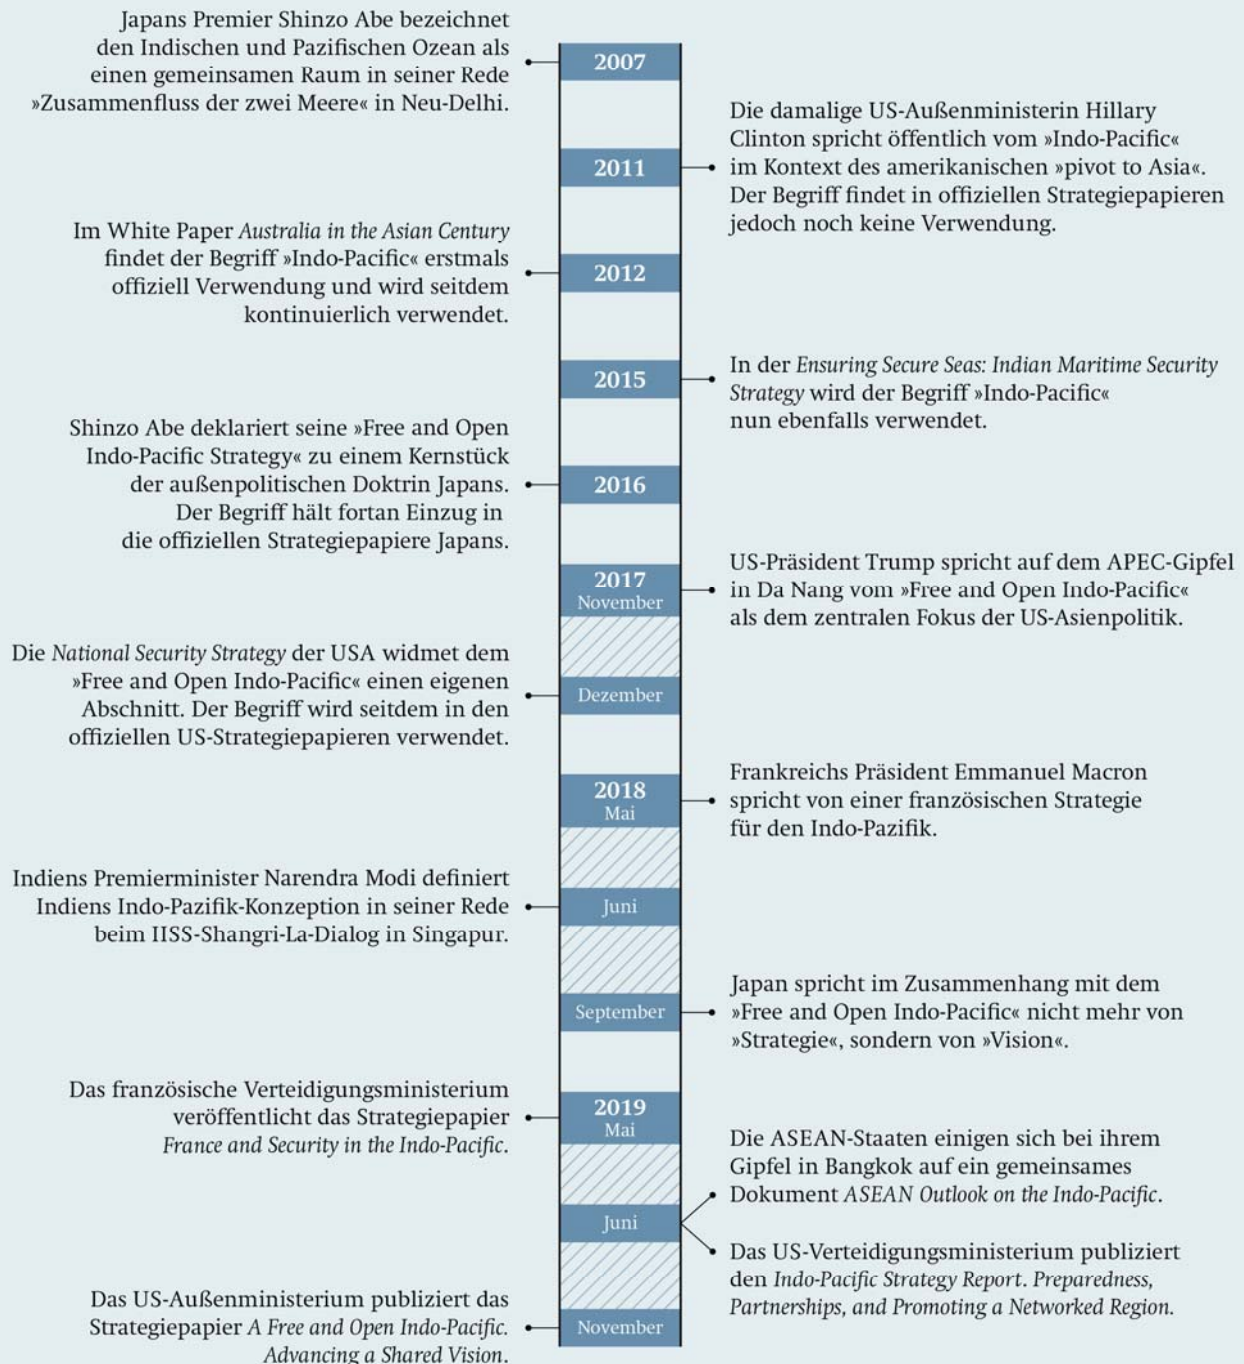 Japans Premier Shinzo Abe bezeichnet
den Indischen und Pazifischen Ozean als
einen gemeinsamen Raum in seiner Rede
»Zusammenfluss der zwei Meere« in Neu-Delhi.
2007
Die damalige US-Außenministerin Hillary
Clinton spricht öffentlich vom »Indo-Pacific«
im Kontext des amerikanischen »pivot to Asia«.
Der Begriff findet in offiziellen Strategiepapieren
jedoch noch keine Verwendung.
2011
Im White Paper Australia in the Asian Century
findet der Begriff »Indo-Pacific« erstmals
offiziell Verwendung und wird seitdem
kontinuierlich verwendet.
2012
2015
In der Ensuring Secure Seas: Indian Maritime Security
Strategy wird der Begriff »Indo-Pacific«
nun ebenfalls verwendet.
Shinzo Abe deklariert seine »Free and Open
Indo-Pacific Strategy« zu einem Kernstück
der außenpolitischen Doktrin Japans.
Der Begriff hält fortan Einzug in
die offiziellen Strategiepapiere Japans.
2016
2017
November
US-Präsident Trump spricht auf dem APEC-Gipfel
in Da Nang vom »Free and Open Indo-Pacific«
als dem zentralen Fokus der US-Asienpolitik.
Die National Security Strategy der USA widmet dem
»Free and Open Indo-Pacific« einen eigenen
Abschnitt. Der Begriff wird seitdem in den
offiziellen US-Strategiepapieren verwendet.
Dezember
2018
Mai
Frankreichs Präsident Emmanuel Macron
spricht von einer französischen Strategie
für den Indo-Pazifik.
Indiens Premierminister Narendra Modi definiert
Indiens Indo-Pazifik-Konzeption in seiner Rede
beim IISS-Shangri-La-Dialog in Singapur.
Juni
September
Japan spricht im Zusammenhang mit dem
»Free and Open Indo-Pacific« nicht mehr von
»Strategie«, sondern von »Vision«.
Das französische Verteidigungsministerium
veröffentlicht das Strategiepapier
France and Security in the Indo-Pacific.
2019
Mai
Die ASEAN-Staaten einigen sich bei ihrem
Gipfel in Bangkok auf ein gemeinsames
Dokument ASEAN Outlook on the Indo-Pacific.
Juni
Das US-Verteidigungsministerium publiziert
den Indo-Pacific Strategy Report. Preparedness,
Partnerships, and Promoting a Networked Region.
Das US-Außenministerium publiziert das
Strategiepapier A Free and Open Indo-Pacific.
Advancing a Shared Vision.
November